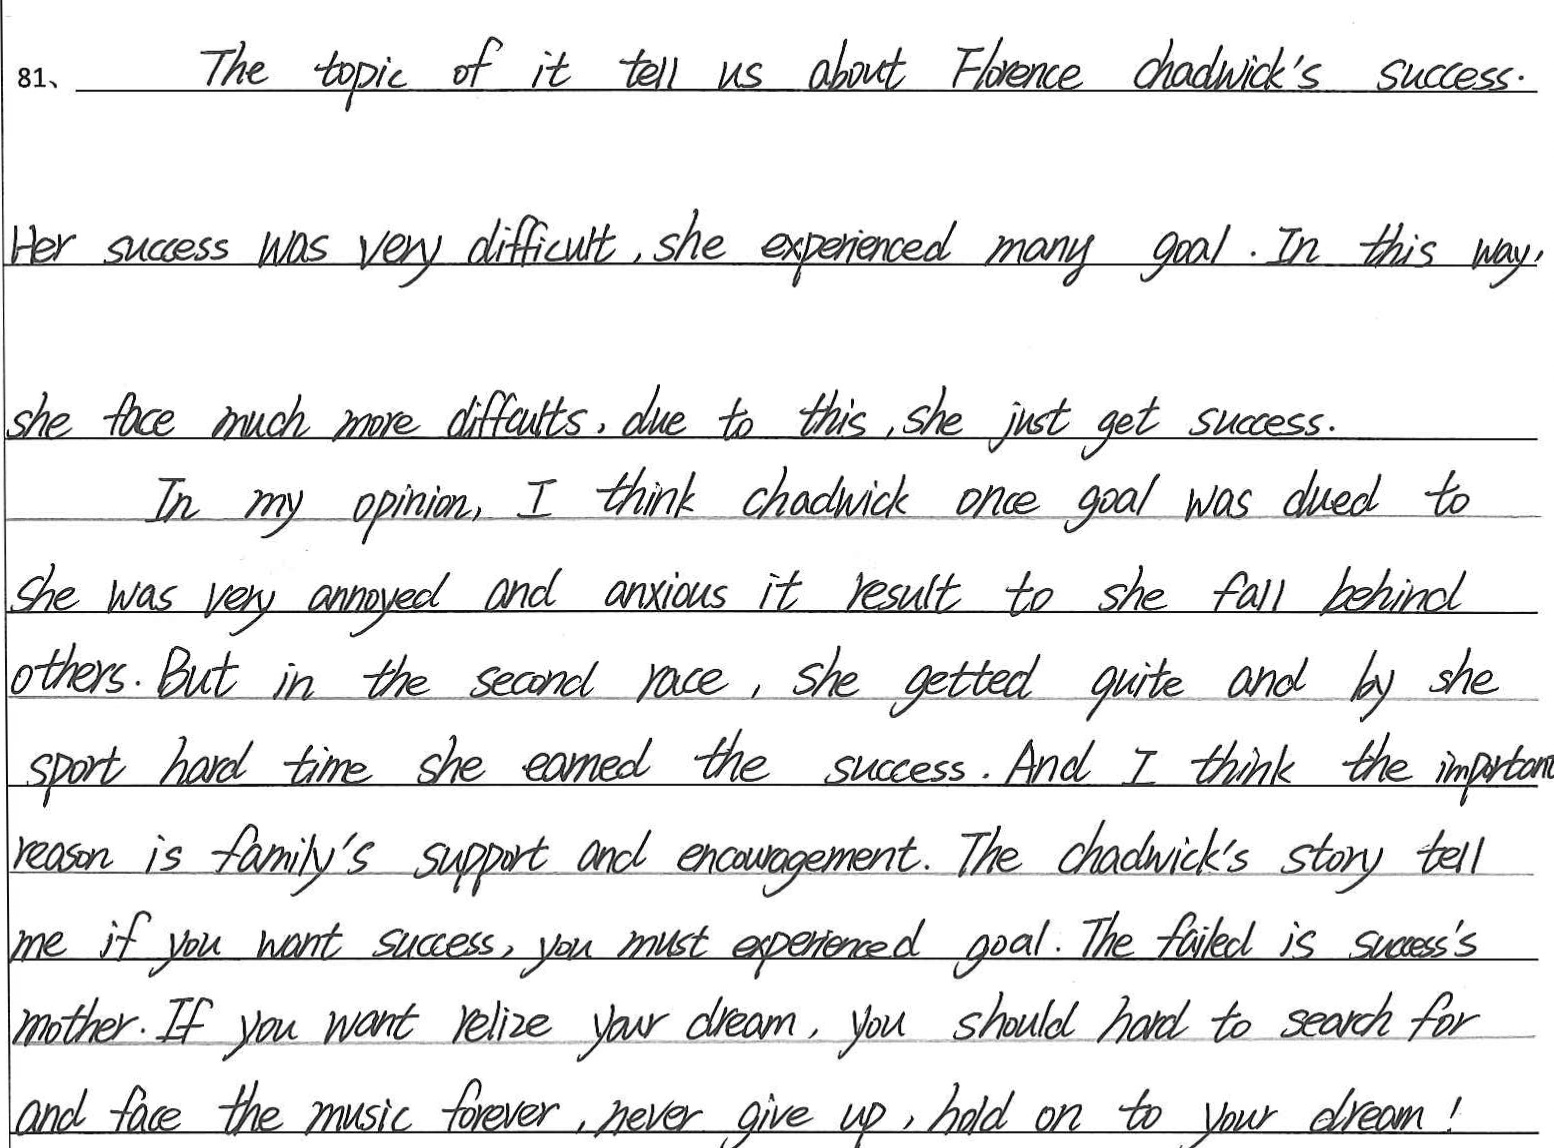 81、 The topic of it tell us about Florence chadwick's success.
Her success was very difficult, she experienced many goal. In this way,
she face much more diffcults, due to this, she just get success.
In my opinion, I think chadwick once goal was dued to
she was very annoyed and anxious it result to she fall behind
others. But in the second race, she getted quite and by she
sport hard time she earned the success. And I think the important
reason is family's support and encouragement. The chadwick's story tell
me if you want success, you must experienced goal. The failed is success's
mother. If you want relize your dream, you should hard to search for
and face the music forever, never give up, hold on to your dream!